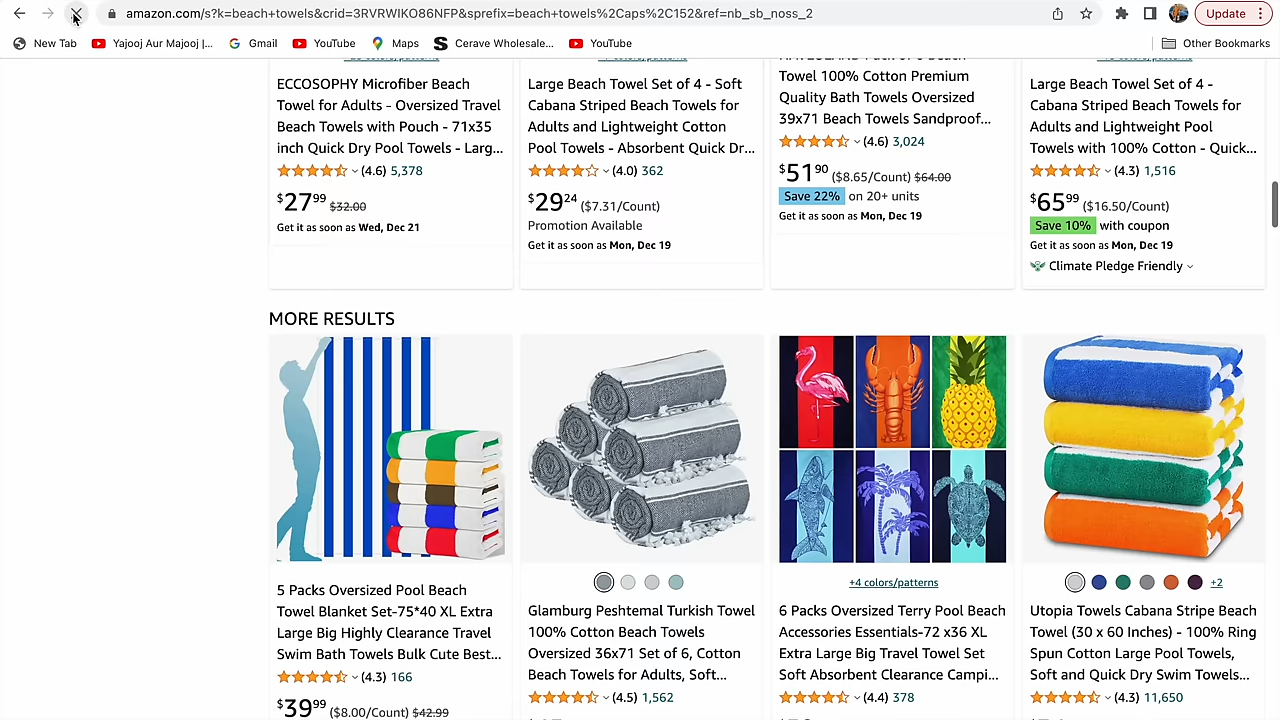 amazon.com/s?k=beach+towels&crid=3RVRWIKO86NFP&sprefix=beach+towels%2Caps%2C152&ref=nb_sb_noss_2
Update
New Tab
Yajooj Aur Majooj |...
Gmail
YouTube
Maps
Cerave Wholesale...
YouTube
Other Bookmarks
ECCOSOPHY Microfiber Beach
Towel for Adults - Oversized Travel
Beach Towels with Pouch - 71x35
inch Quick Dry Pool Towels - Larg...
(4.6) 5,378
$27.99 $32.00
Get it as soon as Wed, Dec 21
Large Beach Towel Set of 4 - Soft
Cabana Striped Beach Towels for
Adults and Lightweight Cotton
Pool Towels - Absorbent Quick Dr...
(4.0) 362
$29.24 ($7.31/Count)
Promotion Available
Get it as soon as Mon, Dec 19
Towel 100% Cotton Premium
Quality Bath Towels Oversized
39x71 Beach Towels Sandproof...
(4.6) 3,024
$51.90 ($8.65/Count) $64.00
Save 22% on 20+ units
Get it as soon as Mon, Dec 19
Large Beach Towel Set of 4 -
Cabana Striped Beach Towels for
Adults and Lightweight Pool
Towels with 100% Cotton - Quick...
(4.3) 1,516
$65.99 ($16.50/Count)
Save 10% with coupon
Get it as soon as Mon, Dec 19
Climate Pledge Friendly
MORE RESULTS
5 Packs Oversized Pool Beach
Towel Blanket Set-75*40 XL Extra
Large Big Highly Clearance Travel
Swim Bath Towels Bulk Cute Best...
(4.3) 166
$39.99 ($8.00/Count) $42.99
Glamburg Peshtemal Turkish Towel
100% Cotton Beach Towels
Oversized 36x71 Set of 6, Cotton
Beach Towels for Adults, Soft...
(4.5) 1,562
+4 colors/patterns
6 Packs Oversized Terry Pool Beach
Accessories Essentials-72 x36 XL
Extra Large Big Travel Towel Set
Soft Absorbent Clearance Campi...
(4.4) 378
+2
Utopia Towels Cabana Stripe Beach
Towel (30 x 60 Inches) - 100% Ring
Spun Cotton Large Pool Towels,
Soft and Quick Dry Swim Towels...
(4.3) 11,650